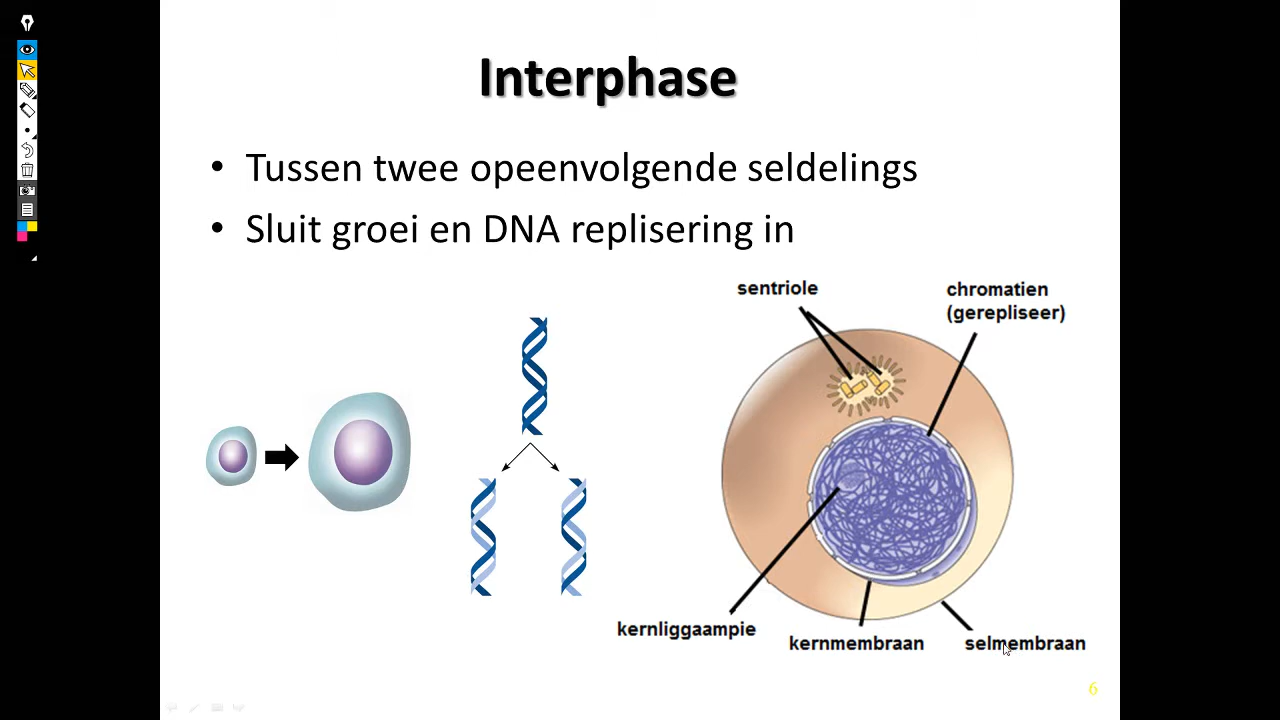 Interphase
• Tussen twee opeenvolgende seldelings
• Sluit groei en DNA replisering in
sentriole
chromatien
(gerepliseer)
kernliggaampie
kernmembraan
selmembraan
6